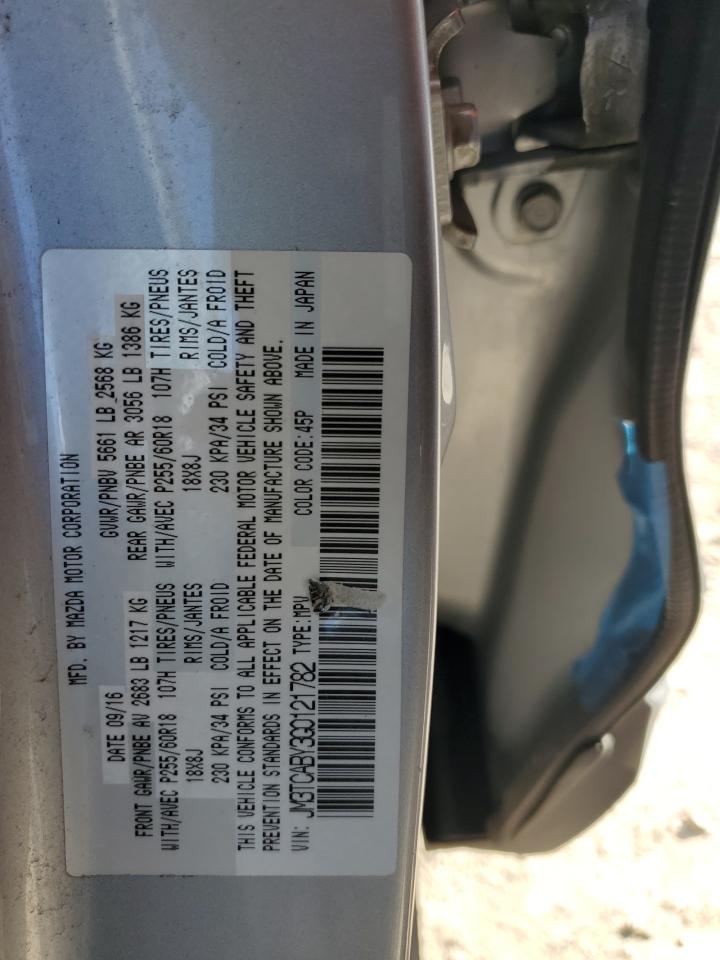 MFD. BY MAZDA MOTOR CORPORATION
DATE 09/16 GVWR/PNBV 5661 LB 2568 KG
FRONT GAWR/PNBE AV 2683 LB 1217 KG REAR GAWR/PNBE AR 3056 LB 1386 KG
WITH/AVEC P255/60R18 107H TIRES/PNEUS WITH/AVEC P255/60R18 107H TIRES/PNEUS
18X8J RIMS/JANTES 18X8J RIMS/JANTES
230 KPA/34 PSI COLD/A FROID 230 KPA/34 PSI COLD/A FROID
THIS VEHICLE CONFORMS TO ALL APPLICABLE FEDERAL MOTOR VEHICLE SAFETY AND THEFT
PREVENTION STANDARDS IN EFFECT ON THE DATE OF MANUFACTURE SHOWN ABOVE.
VIN: JM3TCABY3G0121782 TYPE:MPV COLOR CODE:45P MADE IN JAPAN